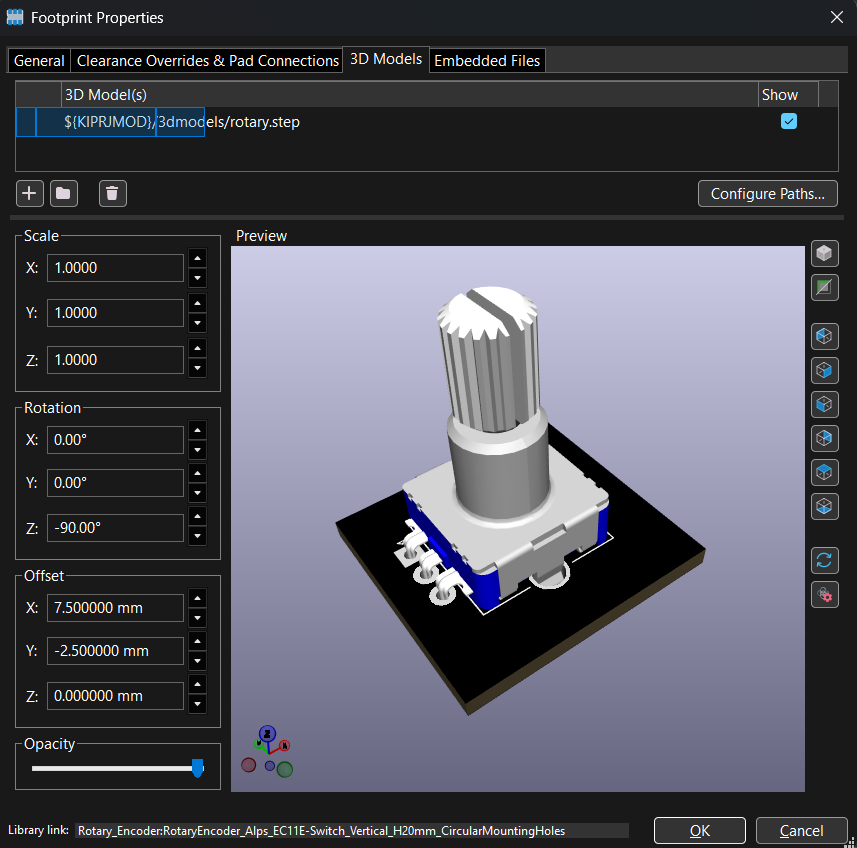 Footprint Properties
General Clearance Overrides & Pad Connections 3D Models Embedded Files
3D Model(s) Show
${KIPRJMOD}/3dmodels/rotary.step
Configure Paths...
Scale
X: 1.0000
Y: 1.0000
Z: 1.0000
Rotation
X: 0.00°
Y: 0.00°
Z: -90.00°
Offset
X: 7.500000 mm
Y: -2.500000 mm
Z: 0.000000 mm
Opacity
Preview
Library link: Rotary_Encoder:RotaryEncoder_Alps_EC11E-Switch_Vertical_H20mm_CircularMountingHoles
OK Cancel